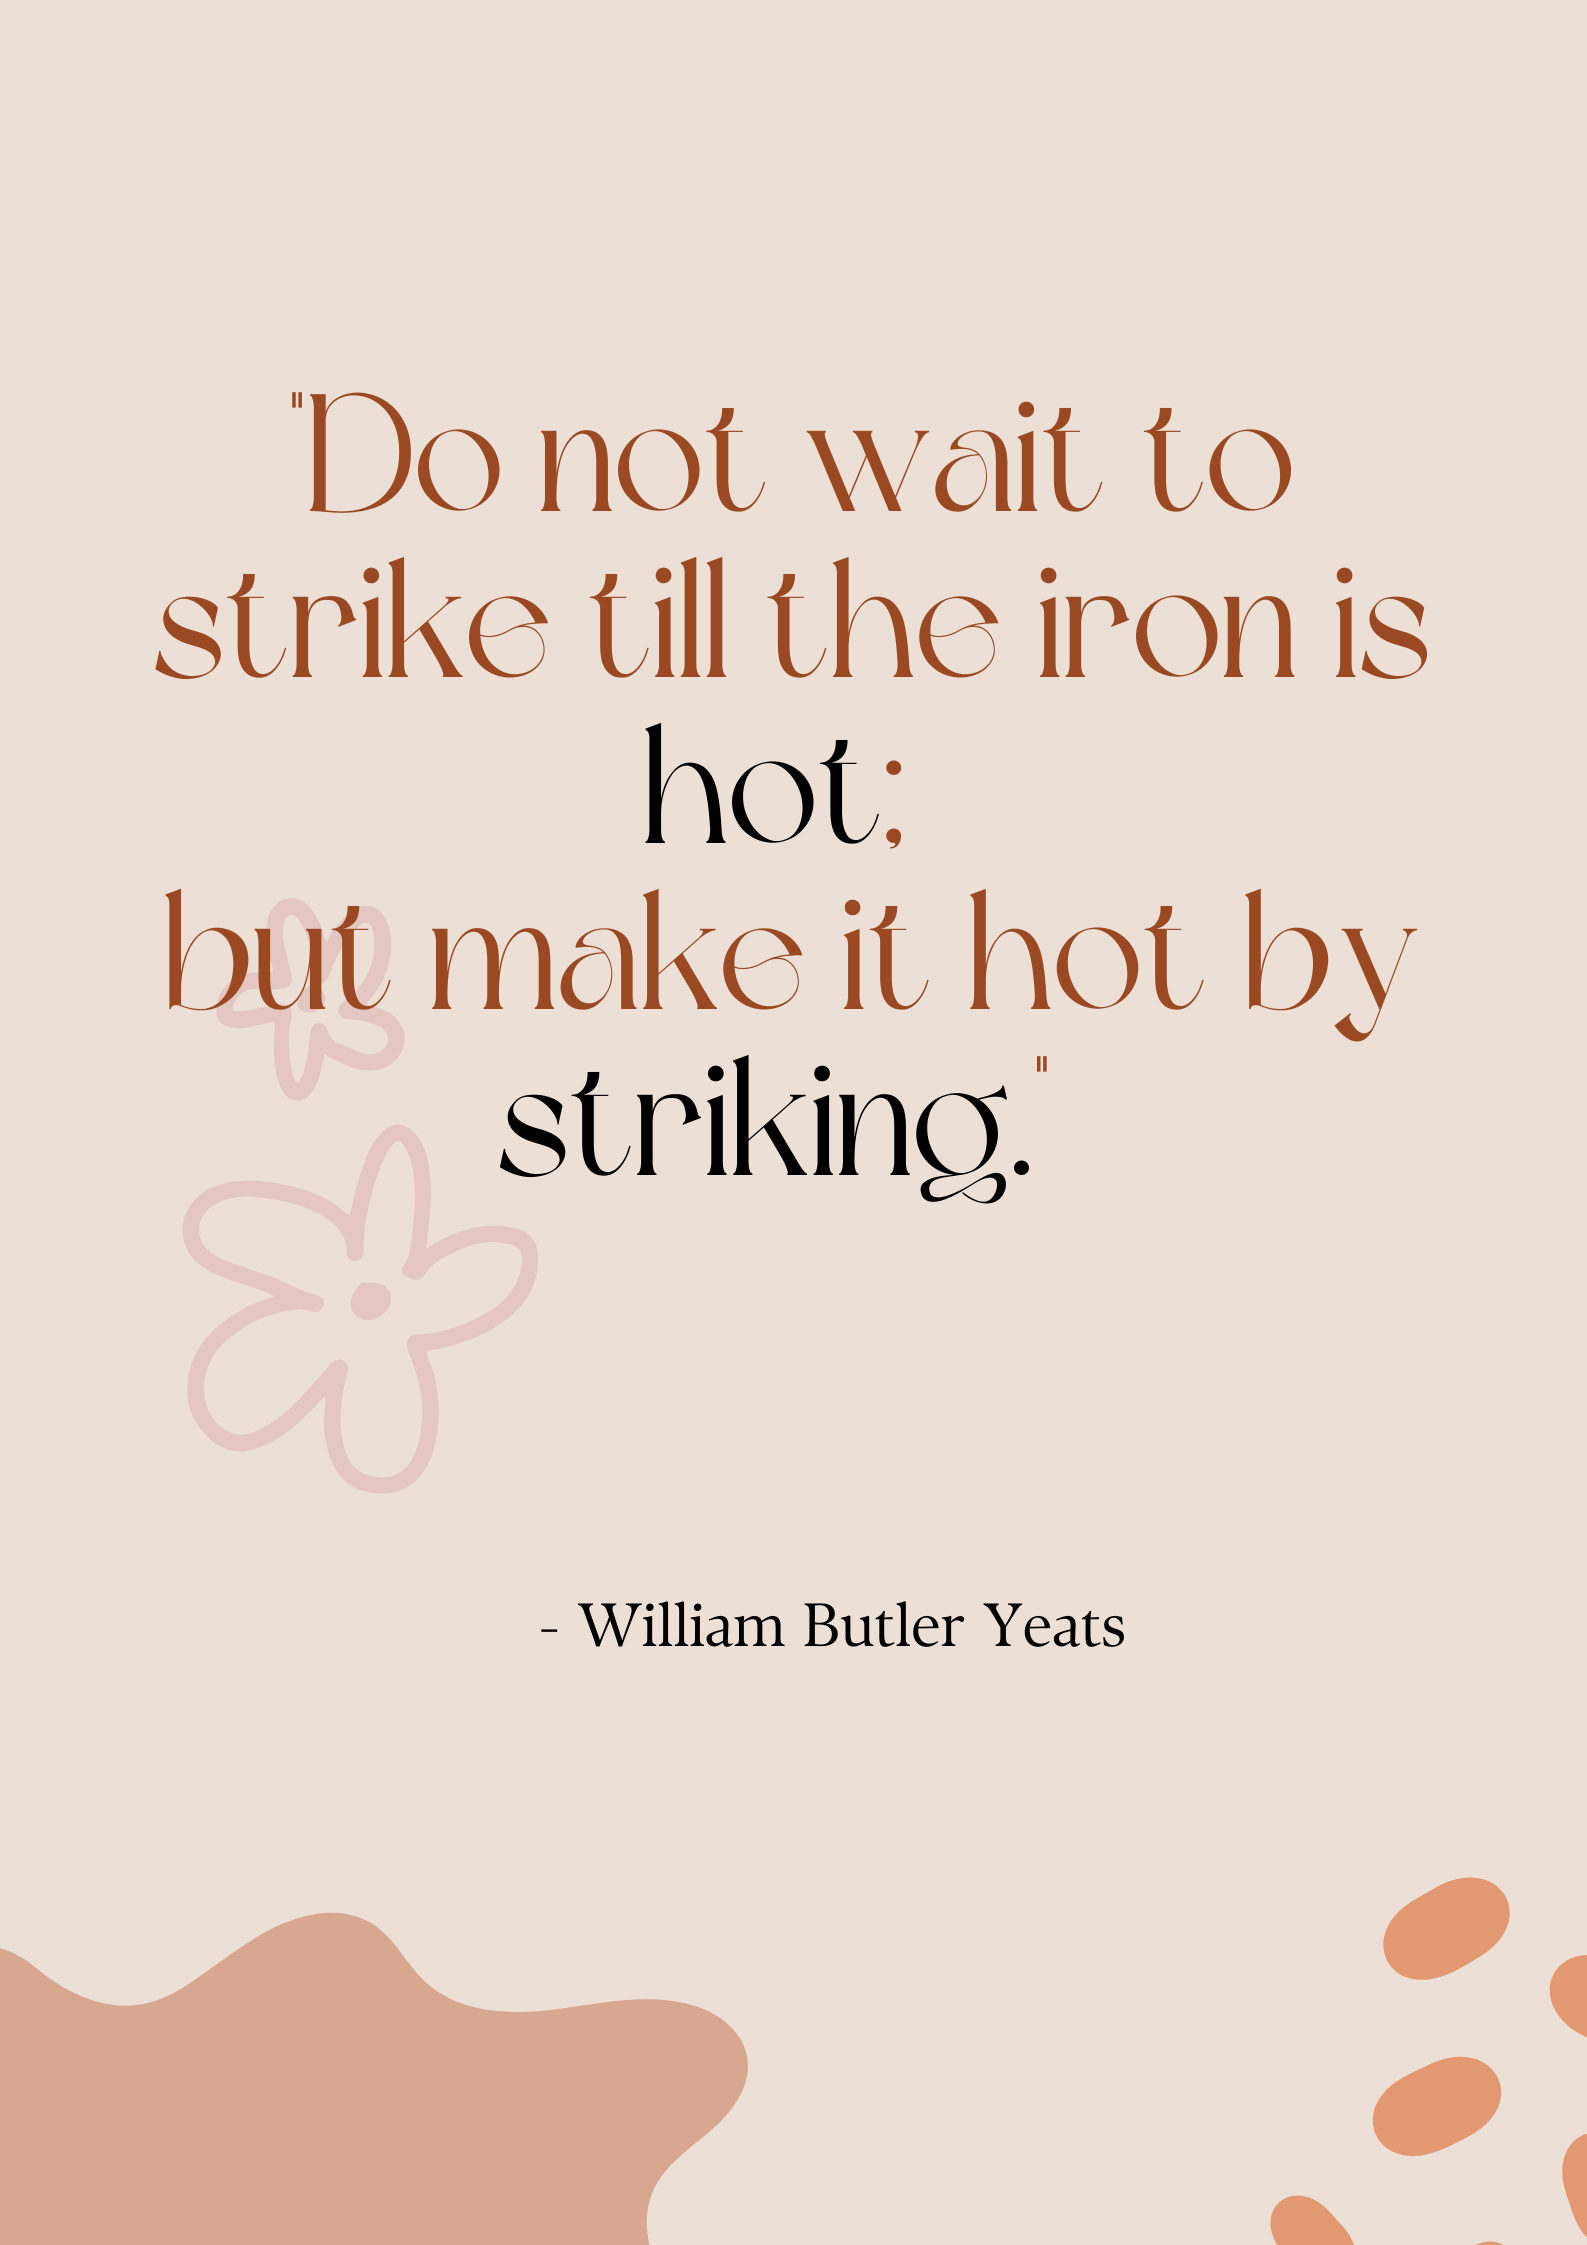 "Do not wait to
strike till the iron is
hot;
but make it hot by
striking."
- William Butler Yeats